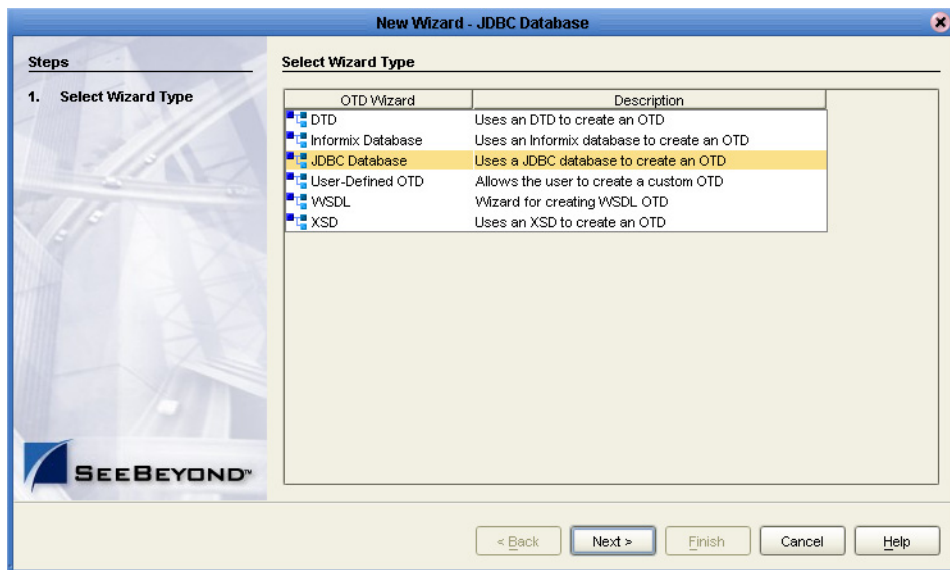 New Wizard - JDBC Database
Steps
1. Select Wizard Type
Select Wizard Type
OTD Wizard Description
DTD Uses an DTD to create an OTD
Informix Database Uses an Informix database to create an OTD
JDBC Database Uses a JDBC database to create an OTD
User-Defined OTD Allows the user to create a custom OTD
WSDL Wizard for creating WSDL OTD
XSD Uses an XSD to create an OTD
SEEBEYOND™
< Back Next > Finish Cancel Help